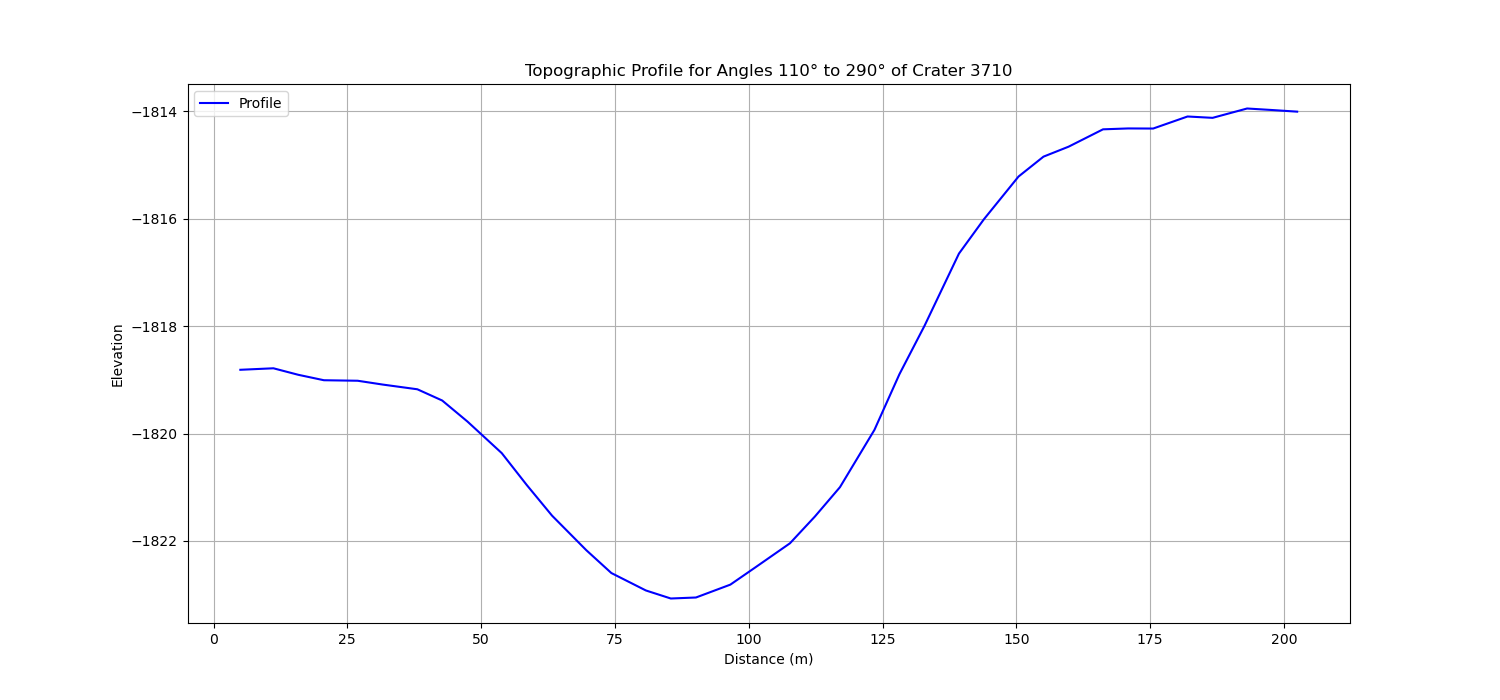 Topographic Profile for Angles 110° to 290° of Crater 3710
Profile
−1814
−1816
−1818
−1820
−1822
Elevation
0 25 50 75 100 125 150 175 200
Distance (m)